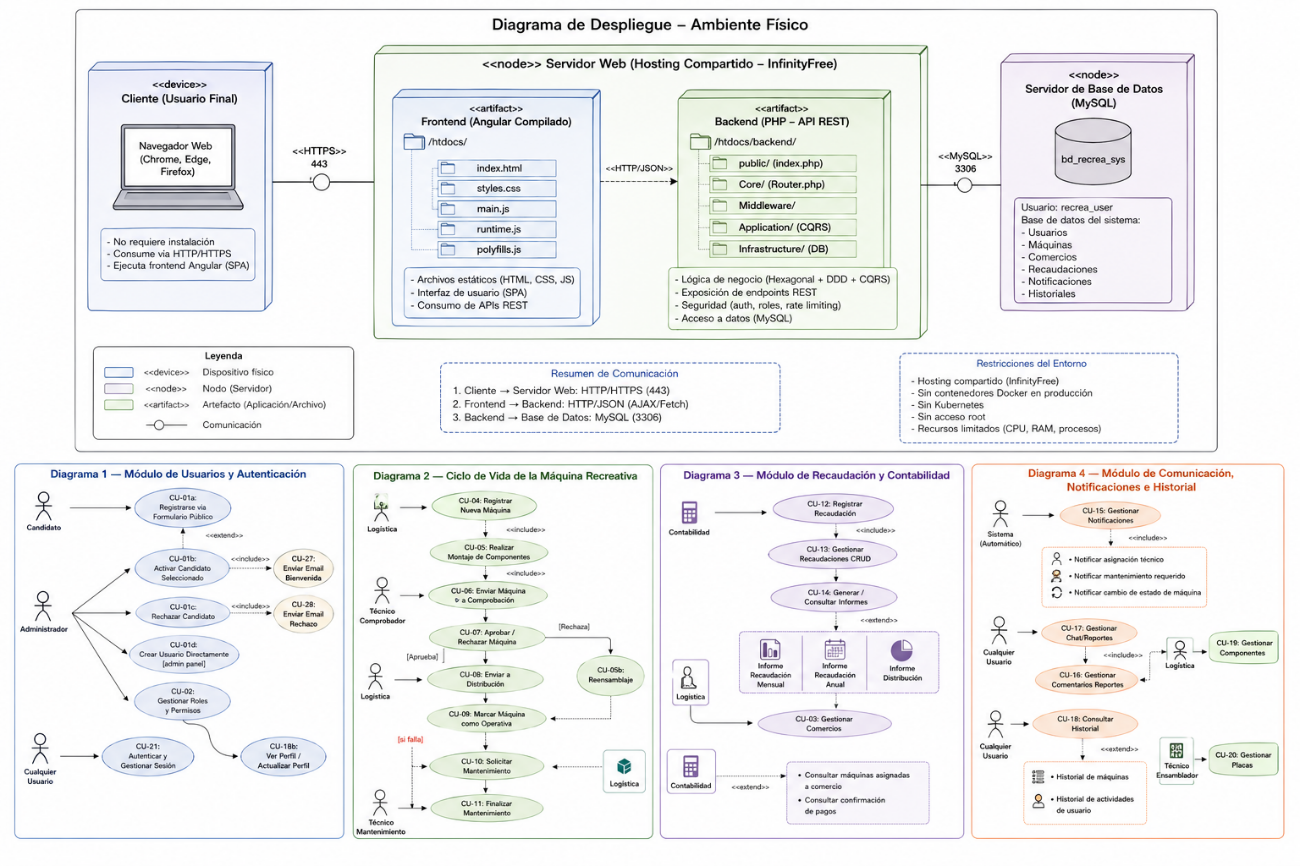 Diagrama de Despliegue – Ambiente Físico
<<device>>
Cliente (Usuario Final)
Navegador Web
(Chrome, Edge,
Firefox)
- No requiere instalación
- Consume via HTTP/HTTPS
- Ejecuta frontend Angular (SPA)
<<HTTPS>>
443
<<node>> Servidor Web (Hosting Compartido – InfinityFree)
<<artifact>>
Frontend (Angular Compilado)
/htdocs/
index.html
styles.css
main.js
runtime.js
polyfills.js
- Archivos estáticos (HTML, CSS, JS)
- Interfaz de usuario (SPA)
- Consumo de APIs REST
<<HTTP/JSON>>
<<artifact>>
Backend (PHP – API REST)
/htdocs/backend/
public/ (index.php)
Core/ (Router.php)
Middleware/
Application/ (CQRS)
Infrastructure/ (DB)
- Lógica de negocio (Hexagonal + DDD + CQRS)
- Exposición de endpoints REST
- Seguridad (auth, roles, rate limiting)
- Acceso a datos (MySQL)
<<MySQL>>
3306
<<node>>
Servidor de Base de Datos
(MySQL)
bd_recrea_sys
Usuario: recrea_user
Base de datos del sistema:
- Usuarios
- Máquinas
- Comercios
- Recaudaciones
- Notificaciones
- Historiales
Leyenda
<<device>> Dispositivo físico
<<node>> Nodo (Servidor)
<<artifact>> Artefacto (Aplicación/Archivo)
Comunicación
Resumen de Comunicación
1. Cliente → Servidor Web: HTTP/HTTPS (443)
2. Frontend → Backend: HTTP/JSON (AJAX/Fetch)
3. Backend → Base de Datos: MySQL (3306)
Restricciones del Entorno
- Hosting compartido (InfinityFree)
- Sin contenedores Docker en producción
- Sin Kubernetes
- Sin acceso root
- Recursos limitados (CPU, RAM, procesos)
Diagrama 1 — Módulo de Usuarios y Autenticación
Candidato
CU-01a:
Registrarse via
Formulario Público
<<extend>>
CU-01b:
Activar Candidato
Seleccionado
<<include>>
CU-27:
Enviar Email
Bienvenida
Administrador
CU-01c:
Rechazar Candidato
<<include>>
CU-28:
Enviar Email
Rechazo
CU-01d:
Crear Usuario Directamente
[admin panel]
CU-02:
Gestionar Roles
y Permisos
Cualquier
Usuario
CU-21:
Autenticar y
Gestionar Sesión
CU-18b:
Ver Perfil /
Actualizar Perfil
Diagrama 2 — Ciclo de Vida de la Máquina Recreativa
Logística
CU-04: Registrar
Nueva Máquina
<<include>>
CU-05: Realizar
Montaje de Componentes
<<include>>
Técnico
Comprobador
CU-06: Enviar Máquina
a Comprobación
CU-07: Aprobar /
Rechazar Máquina
[Rechaza]
[Aprueba]
CU-05b:
Reensamblaje
Logística
CU-08: Enviar a
Distribución
CU-09: Marcar Máquina
como Operativa
[si falla]
CU-10: Solicitar
Mantenimiento
Logística
Técnico
Mantenimiento
CU-11: Finalizar
Mantenimiento
Diagrama 3 — Módulo de Recaudación y Contabilidad
Contabilidad
CU-12: Registrar
Recaudación
<<include>>
CU-13: Gestionar
Recaudaciones CRUD
CU-14: Generar /
Consultar Informes
<<extend>>
Informe
Recaudación
Mensual
Informe
Recaudación
Anual
Informe
Distribución
Logística
CU-03: Gestionar
Comercios
Contabilidad
<<extend>>
• Consultar máquinas asignadas
a comercio
• Consultar confirmación
de pagos
Diagrama 4 — Módulo de Comunicación,
Notificaciones e Historial
Sistema
(Automático)
CU-15: Gestionar
Notificaciones
<<include>>
• Notificar asignación técnico
• Notificar mantenimiento requerido
• Notificar cambio de estado de máquina
Cualquier
Usuario
CU-17: Gestionar
Chat/Reportes
<<include>>
CU-16: Gestionar
Comentarios Reportes
Logística
CU-19: Gestionar
Componentes
Cualquier
Usuario
CU-18: Consultar
Historial
<<extend>>
• Historial de máquinas
• Historial de actividades
de usuario
Técnico
Ensamblador
CU-20: Gestionar
Placas